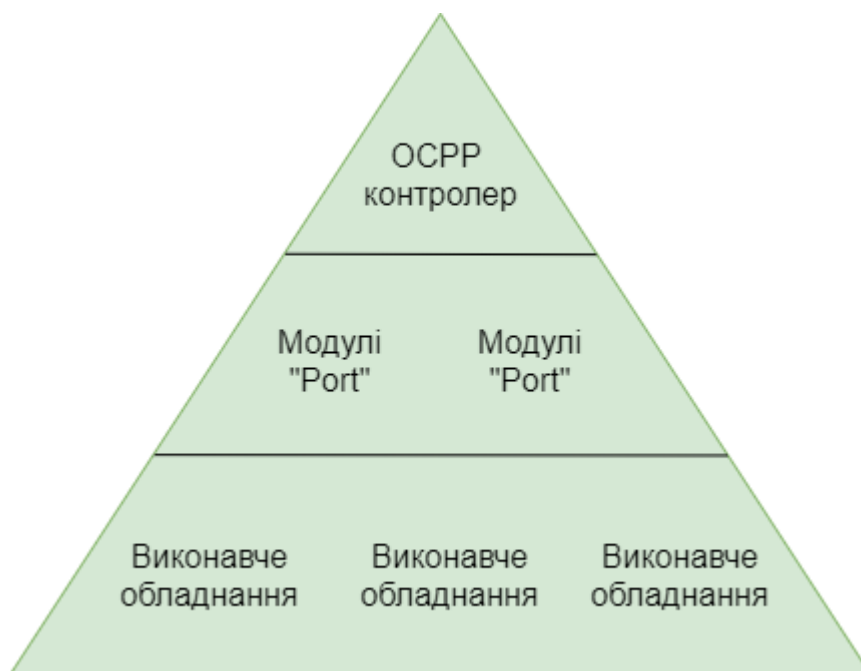 OCPP
контролер
Модулі Модулі
"Port" "Port"
Виконавче Виконавче Виконавче
обладнання обладнання обладнання